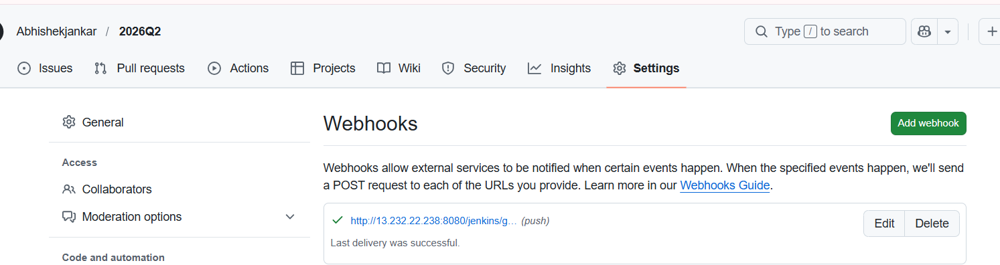 Abhishekjankar / 2026Q2
Type / to search
Issues Pull requests Actions Projects Wiki Security Insights Settings
General
Access
Collaborators
Moderation options
Code and automation
Webhooks
Add webhook
Webhooks allow external services to be notified when certain events happen. When the specified events happen, we'll send
a POST request to each of the URLs you provide. Learn more in our Webhooks Guide.
http://13.232.22.238:8080/jenkins/g... (push)
Edit Delete
Last delivery was successful.